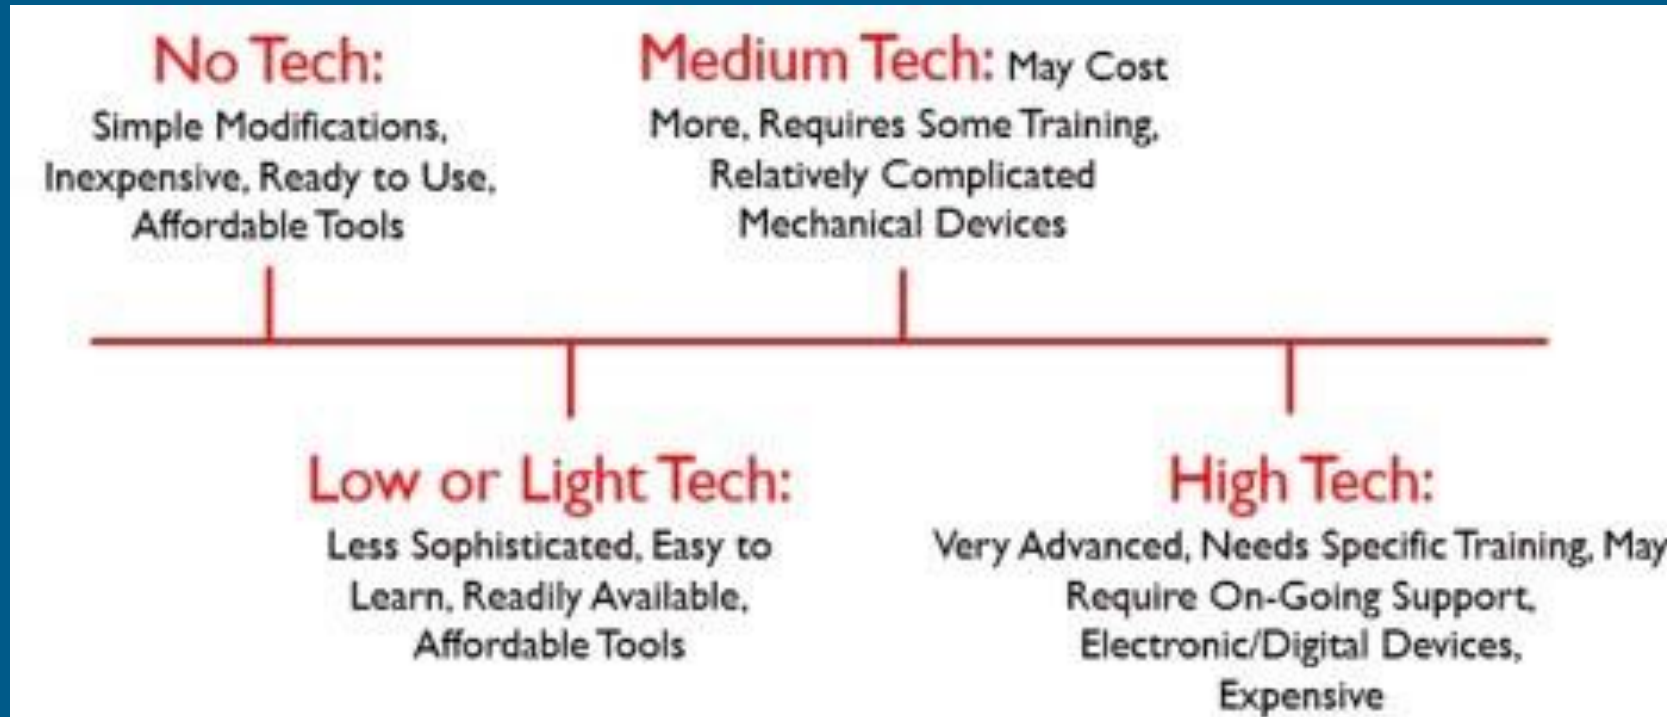 No Tech:
Simple Modifications,
Inexpensive, Ready to Use,
Affordable Tools
Medium Tech: May Cost
More, Requires Some Training,
Relatively Complicated
Mechanical Devices
Low or Light Tech:
Less Sophisticated, Easy to
Learn, Readily Available,
Affordable Tools
High Tech:
Very Advanced, Needs Specific Training, May
Require On-Going Support,
Electronic/Digital Devices,
Expensive